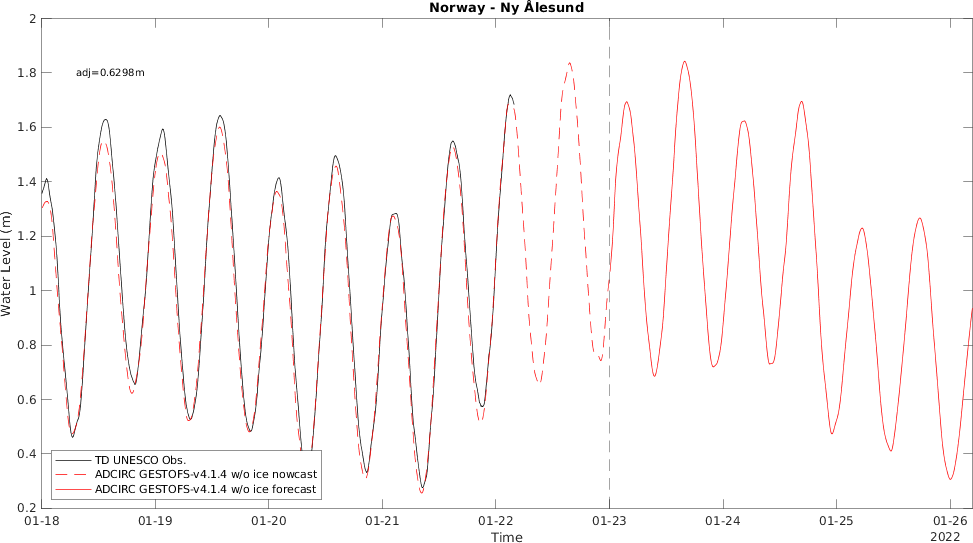 Norway - Ny Ålesund
2
1.8
1.6
1.4
1.2
1
0.8
0.6
0.4
0.2
Water Level (m)
adj=0.6298m
TD UNESCO Obs.
ADCIRC GESTOFS-v4.1.4 w/o ice nowcast
ADCIRC GESTOFS-v4.1.4 w/o ice forecast
01-18 01-19 01-20 01-21 01-22 01-23 01-24 01-25 01-26
Time
2022